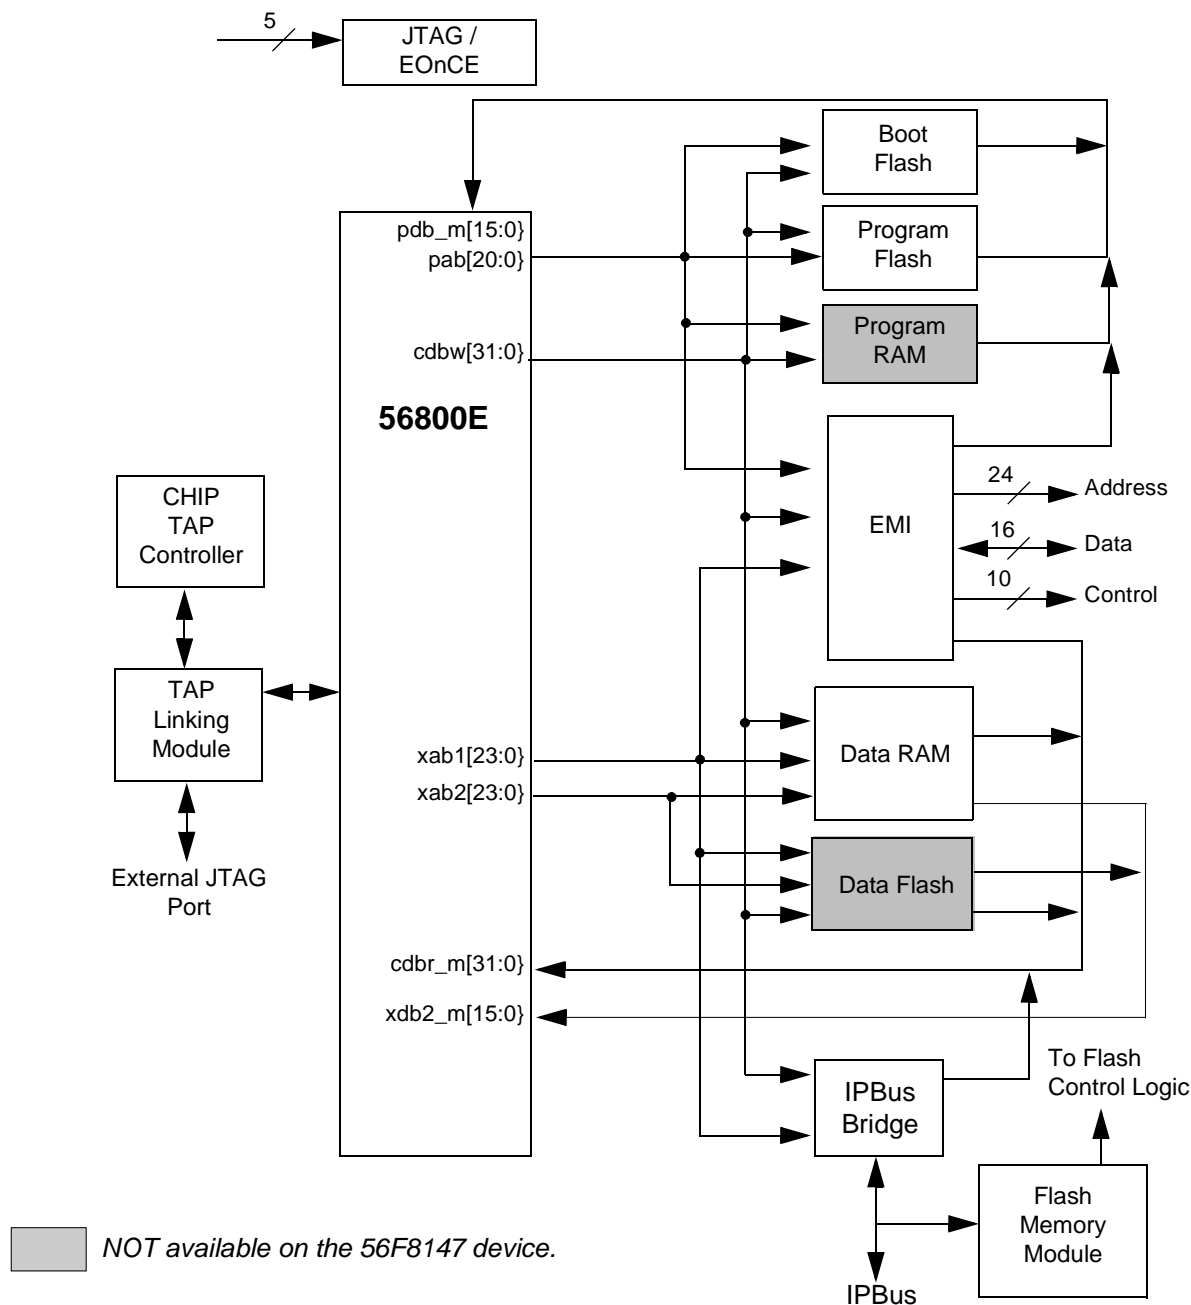 5
JTAG /
EOnCE
Boot
Flash
pdb_m[15:0}
pab[20:0}
Program
Flash
cdbw[31:0}
Program
RAM
56800E
CHIP
TAP
Controller
EMI
24
Address
16
Data
10
Control
TAP
Linking
Module
xab1[23:0}
xab2[23:0}
Data RAM
External JTAG
Port
Data Flash
cdbr_m[31:0}
xdb2_m[15:0}
IPBus
Bridge
To Flash
Control Logic
Flash
Memory
Module
NOT available on the 56F8147 device.
IPBus